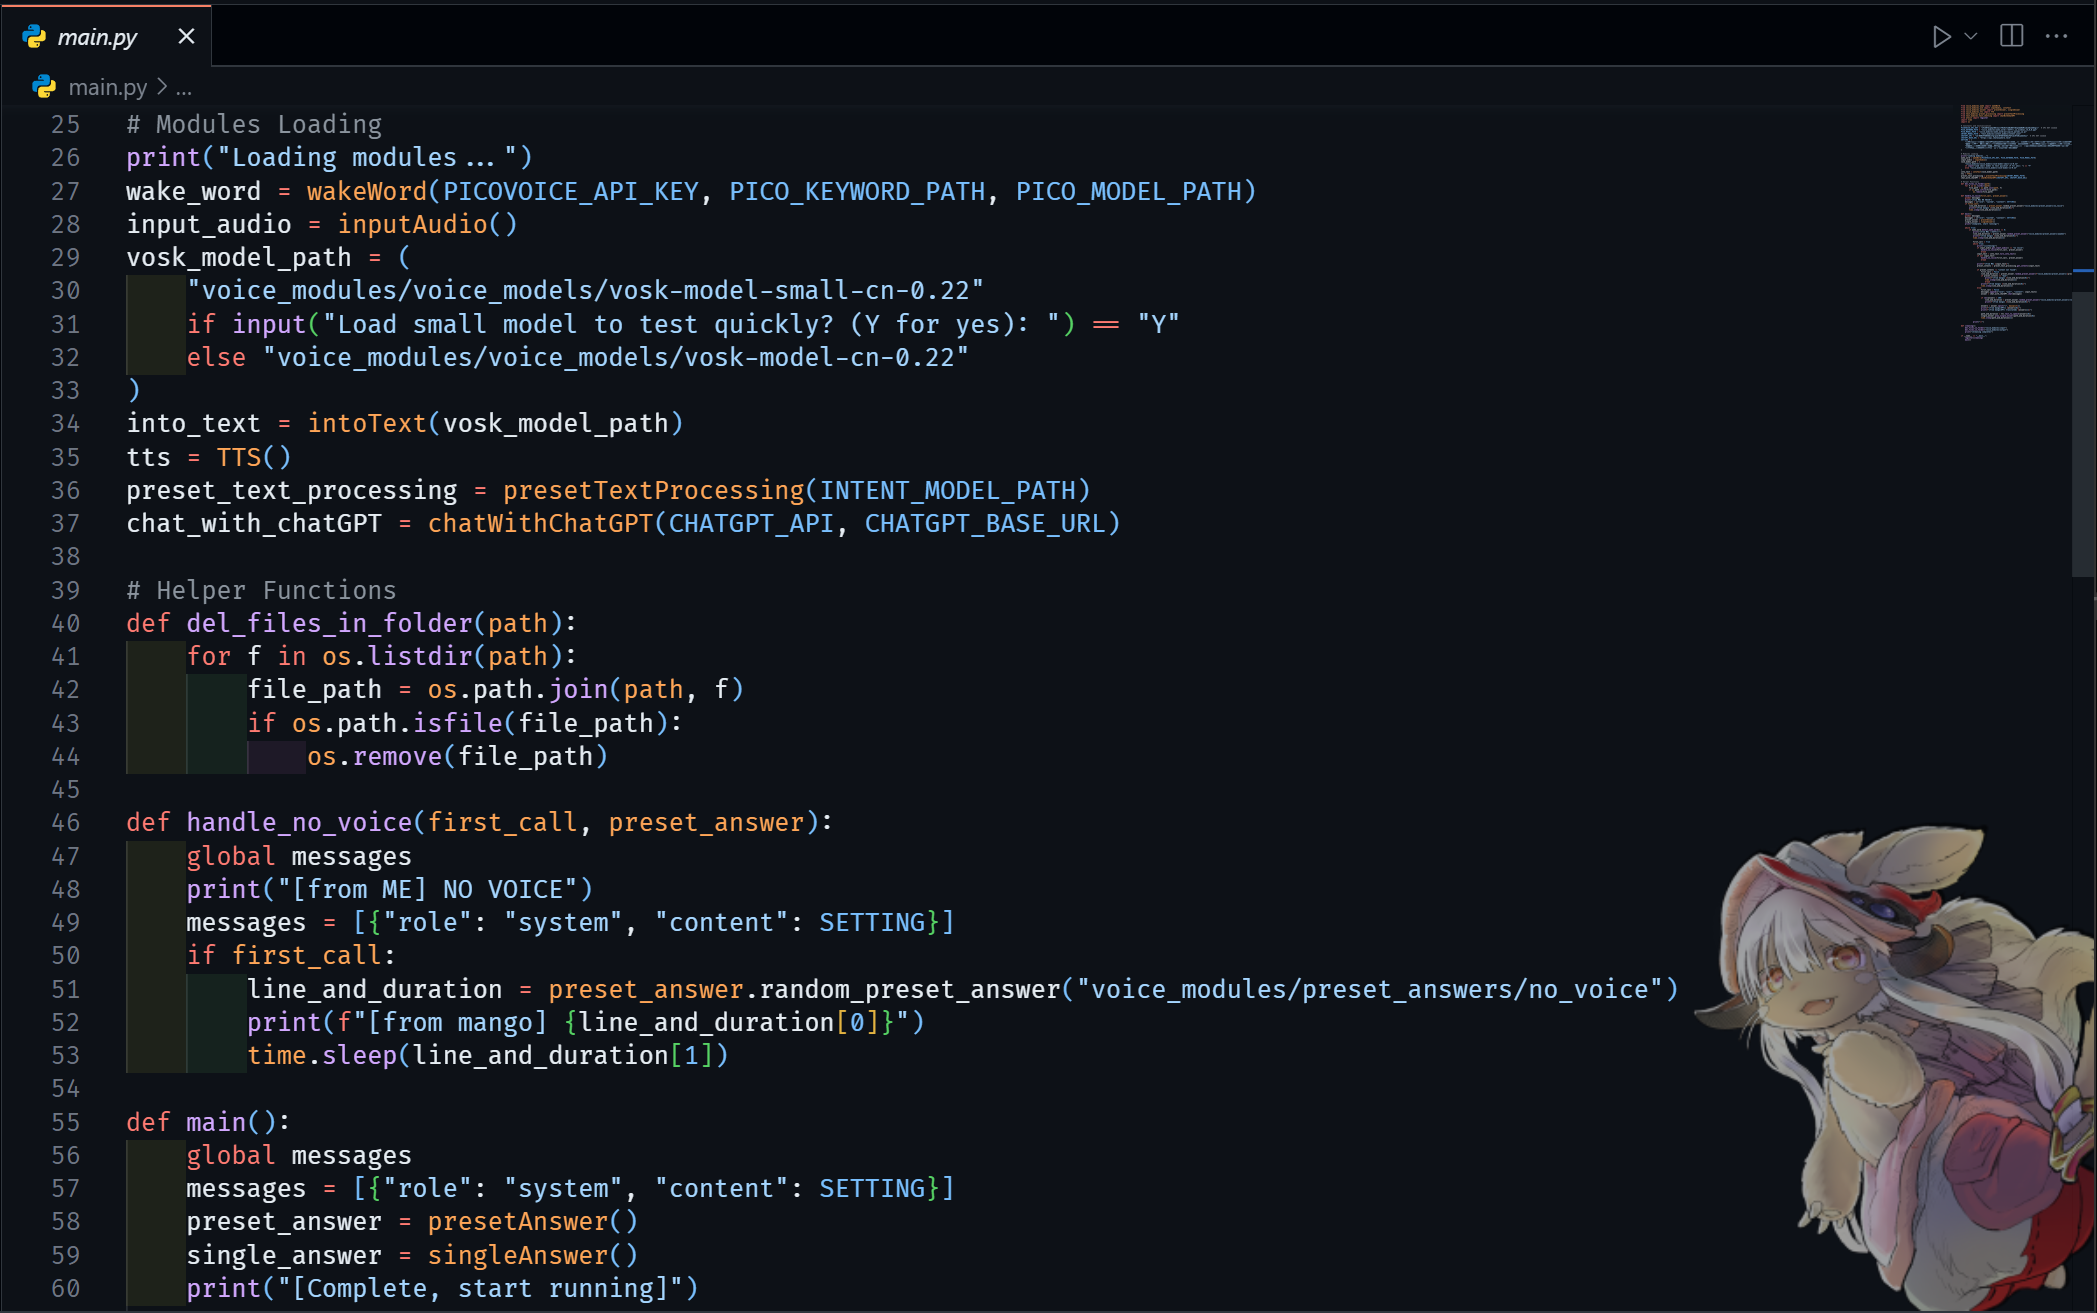 main.py
main.py > ...
25 # Modules Loading
26 print("Loading modules...")
27 wake_word = wakeWord(PICOVOICE_API_KEY, PICO_KEYWORD_PATH, PICO_MODEL_PATH)
28 input_audio = inputAudio()
29 vosk_model_path = (
30     "voice_modules/voice_models/vosk-model-small-cn-0.22"
31     if input("Load small model to test quickly? (Y for yes): ") == "Y"
32     else "voice_modules/voice_models/vosk-model-cn-0.22"
33 )
34 into_text = intoText(vosk_model_path)
35 tts = TTS()
36 preset_text_processing = presetTextProcessing(INTENT_MODEL_PATH)
37 chat_with_chatGPT = chatWithChatGPT(CHATGPT_API, CHATGPT_BASE_URL)
38
39 # Helper Functions
40 def del_files_in_folder(path):
41     for f in os.listdir(path):
42         file_path = os.path.join(path, f)
43         if os.path.isfile(file_path):
44             os.remove(file_path)
45
46 def handle_no_voice(first_call, preset_answer):
47     global messages
48     print("[from ME] NO VOICE")
49     messages = [{"role": "system", "content": SETTING}]
50     if first_call:
51         line_and_duration = preset_answer.random_preset_answer("voice_modules/preset_answers/no_voice")
52         print(f"[from mango] {line_and_duration[0]}")
53         time.sleep(line_and_duration[1])
54
55 def main():
56     global messages
57     messages = [{"role": "system", "content": SETTING}]
58     preset_answer = presetAnswer()
59     single_answer = singleAnswer()
60     print("[Complete, start running]")